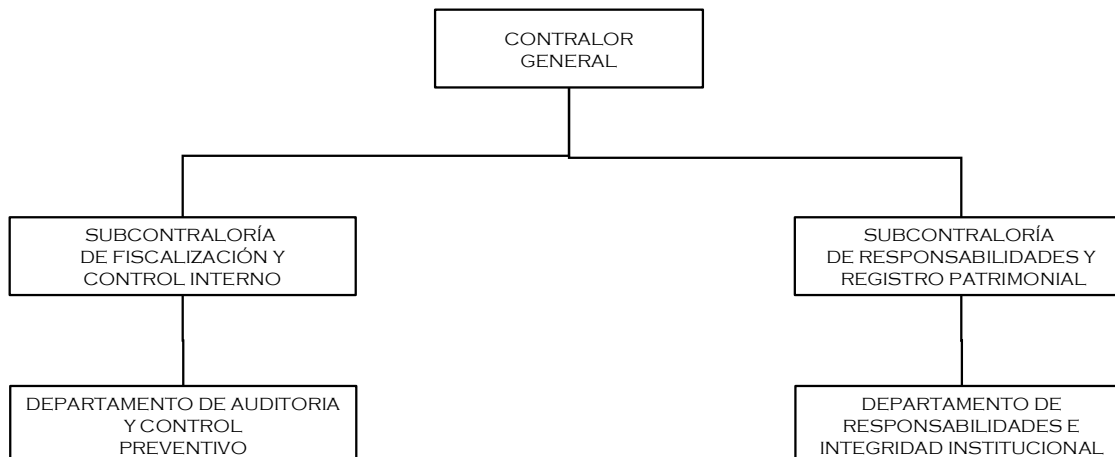 CONTRALOR
GENERAL
SUBCONTRALORÍA
DE FISCALIZACIÓN Y
CONTROL INTERNO
SUBCONTRALORÍA
DE RESPONSABILIDADES Y
REGISTRO PATRIMONIAL
DEPARTAMENTO DE AUDITORIA
Y CONTROL
PREVENTIVO
DEPARTAMENTO DE
RESPONSABILIDADES E
INTEGRIDAD INSTITUCIONAL